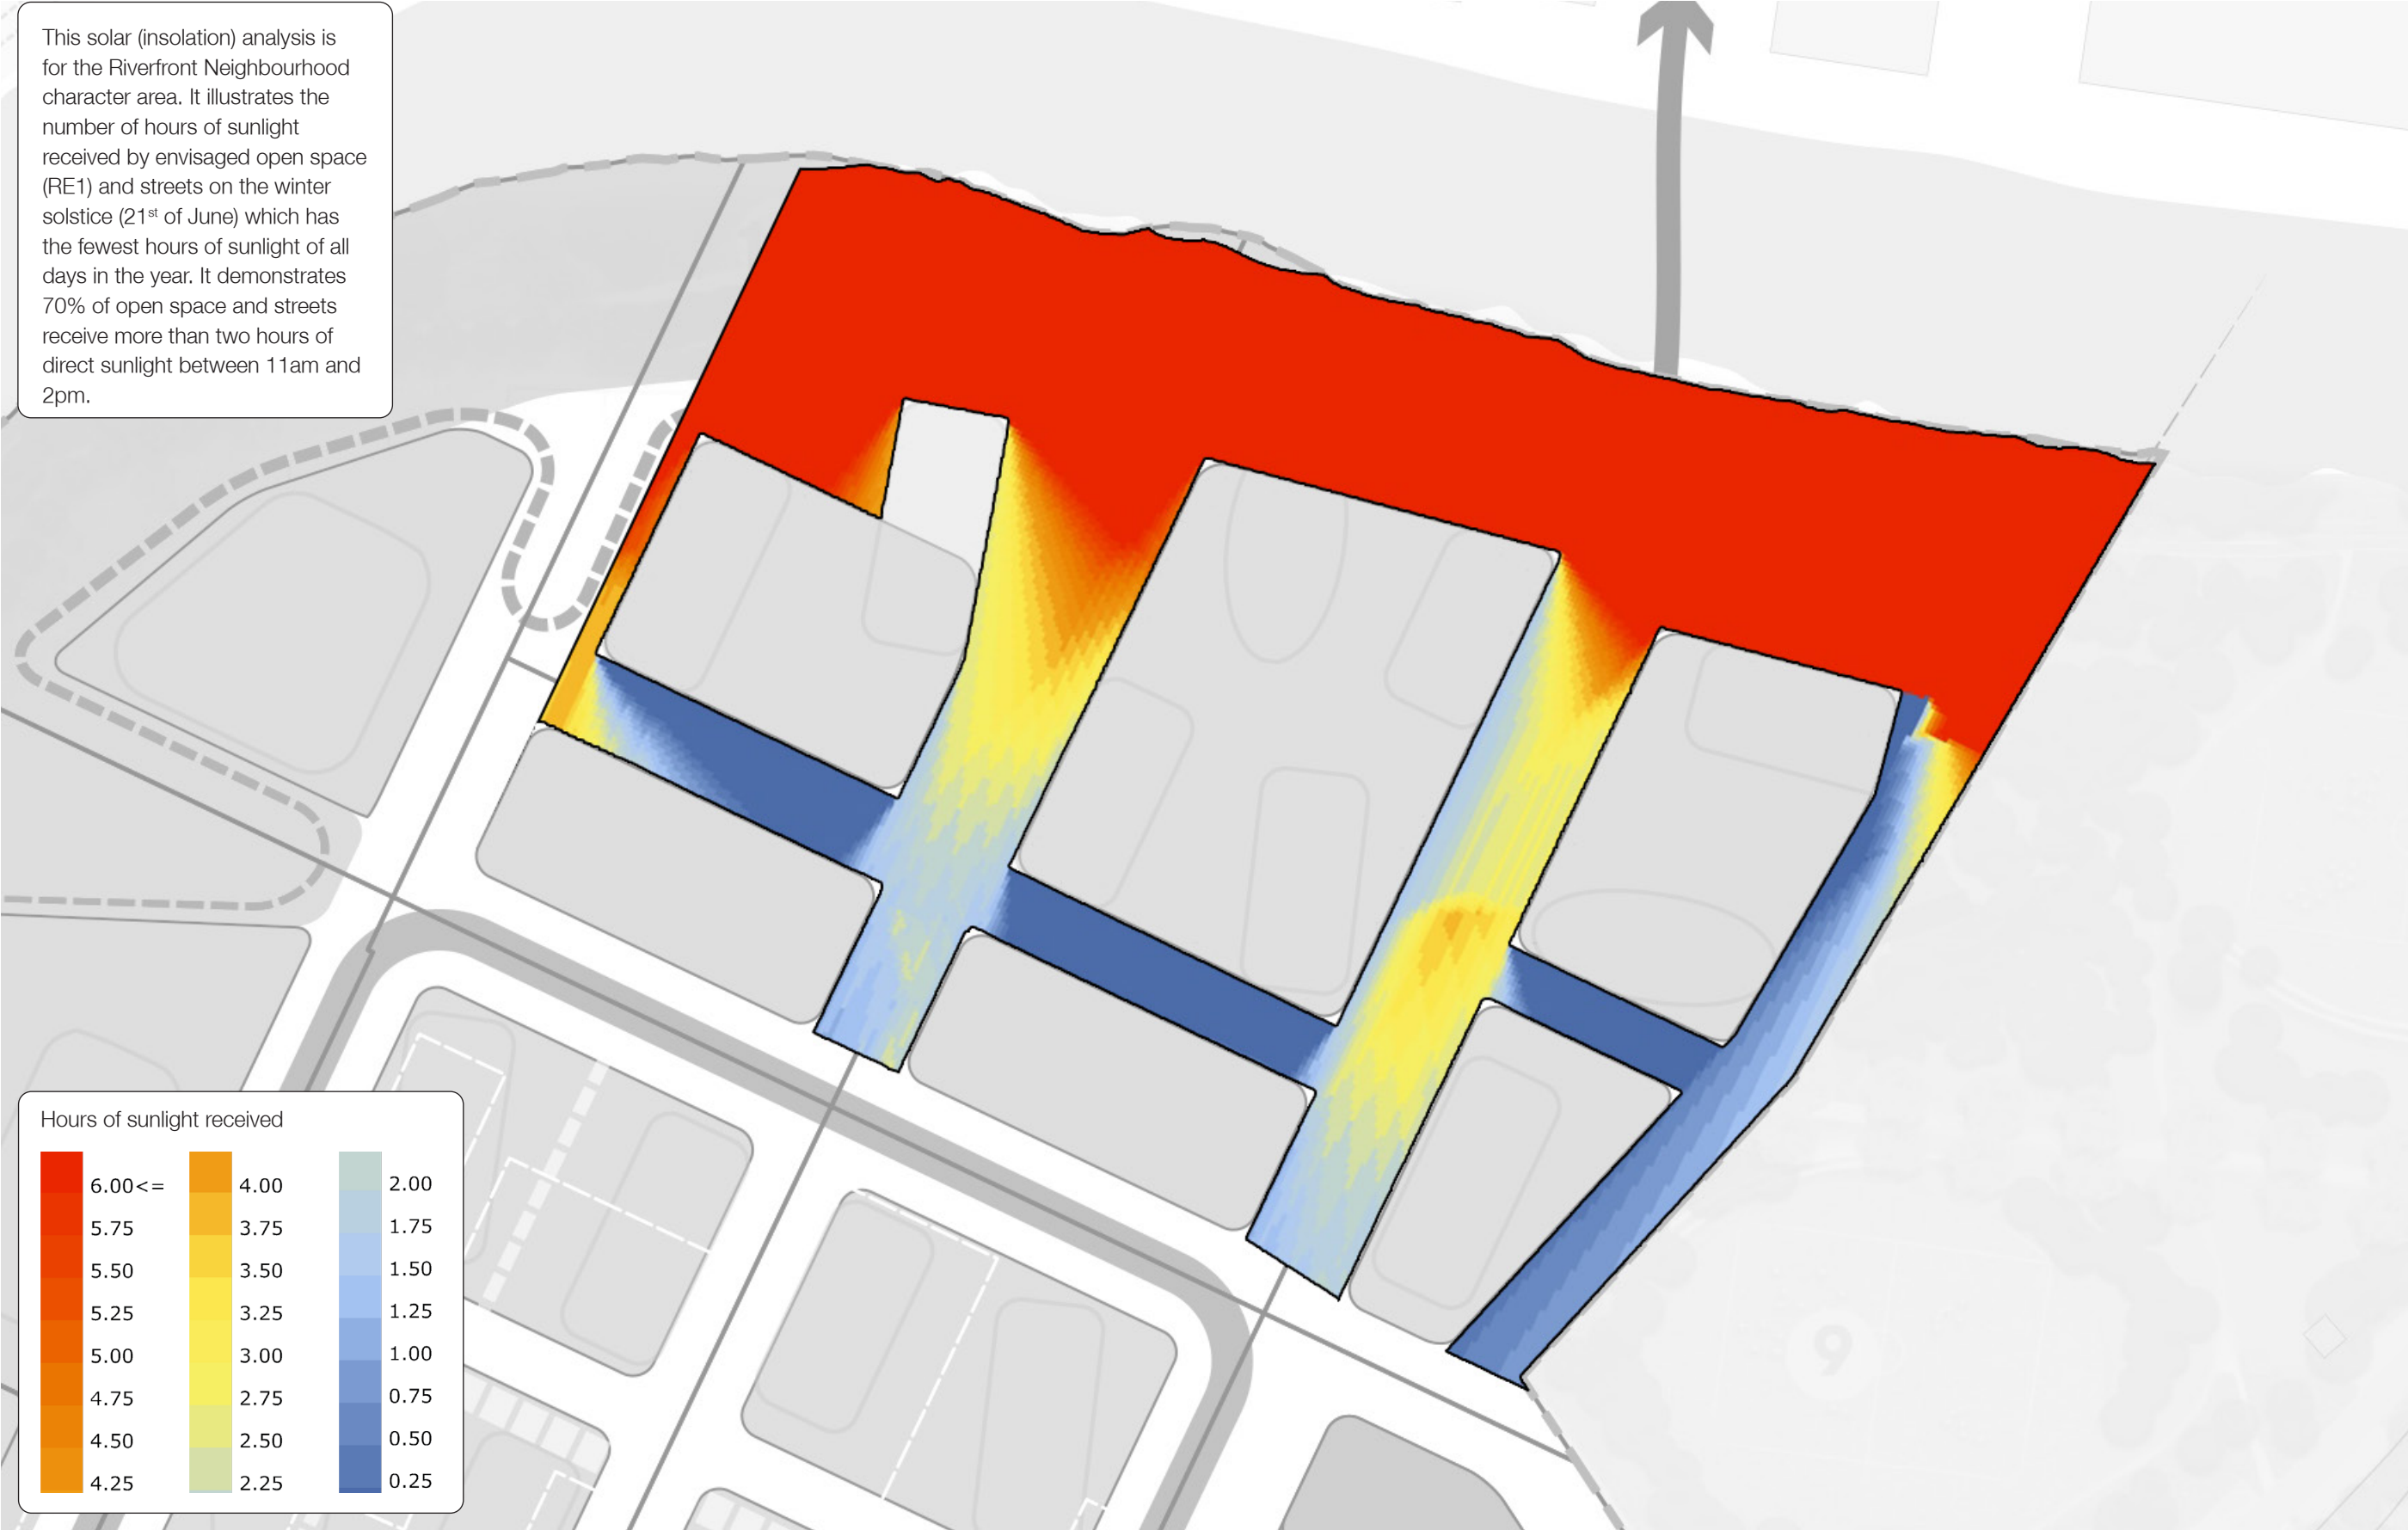 This solar (insolation) analysis is
for the Riverfront Neighbourhood
character area. It illustrates the
number of hours of sunlight
received by envisaged open space
(RE1) and streets on the winter
solstice (21st of June) which has
the fewest hours of sunlight of all
days in the year. It demonstrates
70% of open space and streets
receive more than two hours of
direct sunlight between 11am and
2pm.
9
Hours of sunlight received
6.00<=
5.75
5.50
5.25
5.00
4.75
4.50
4.25
4.00
3.75
3.50
3.25
3.00
2.75
2.50
2.25
2.00
1.75
1.50
1.25
1.00
0.75
0.50
0.25